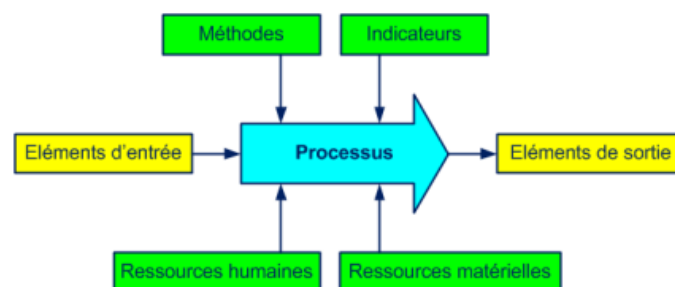 Méthodes
Indicateurs
Eléments d'entrée
Processus
Eléments de sortie
Ressources humaines
Ressources matérielles